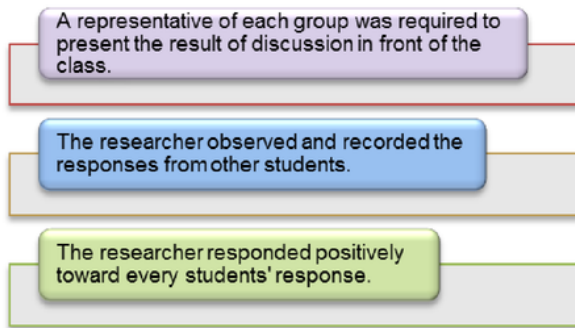 A representative of each group was required to
present the result of discussion in front of the
class.
The researcher observed and recorded the
responses from other students.
The researcher responded positively
toward every students' response.